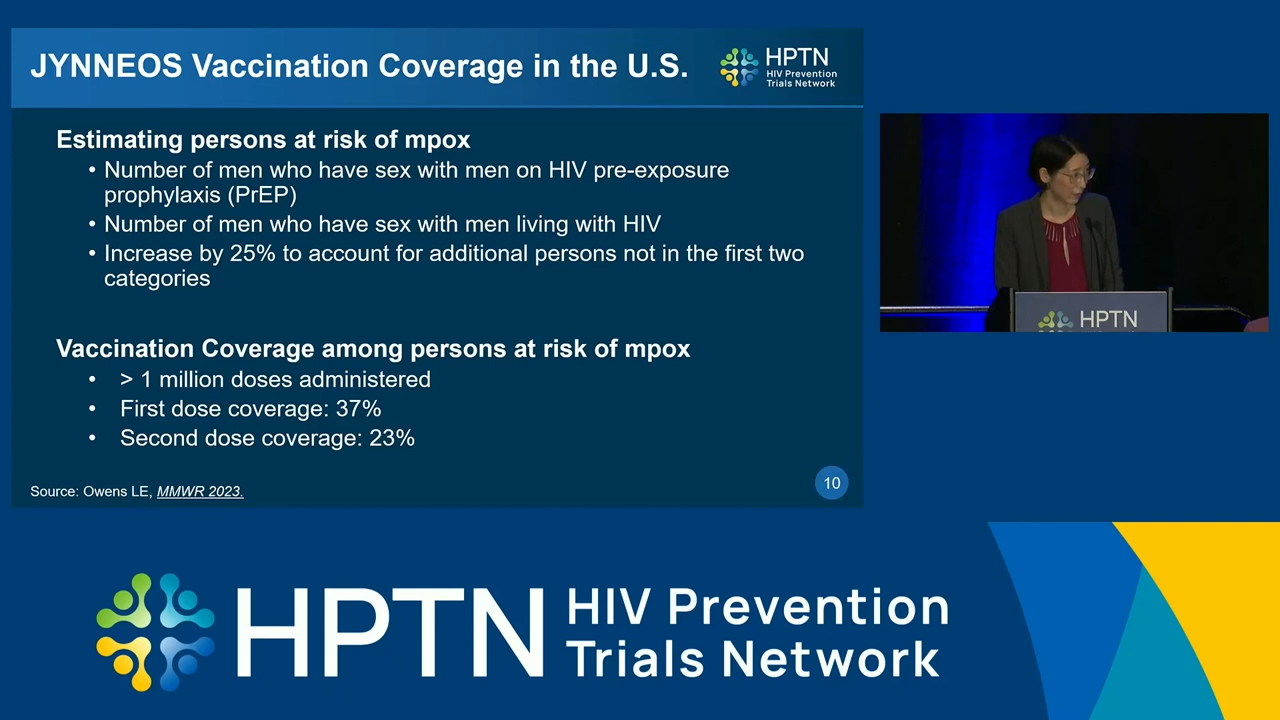 JYNNEOS Vaccination Coverage in the U.S.
HPTN
HIV Prevention
Trials Network
Estimating persons at risk of mpox
• Number of men who have sex with men on HIV pre-exposure
prophylaxis (PrEP)
• Number of men who have sex with men living with HIV
• Increase by 25% to account for additional persons not in the first two
categories
Vaccination Coverage among persons at risk of mpox
• > 1 million doses administered
• First dose coverage: 37%
• Second dose coverage: 23%
Source: Owens LE, MMWR 2023.
10
HPTN
HPTN
HIV Prevention
Trials Network